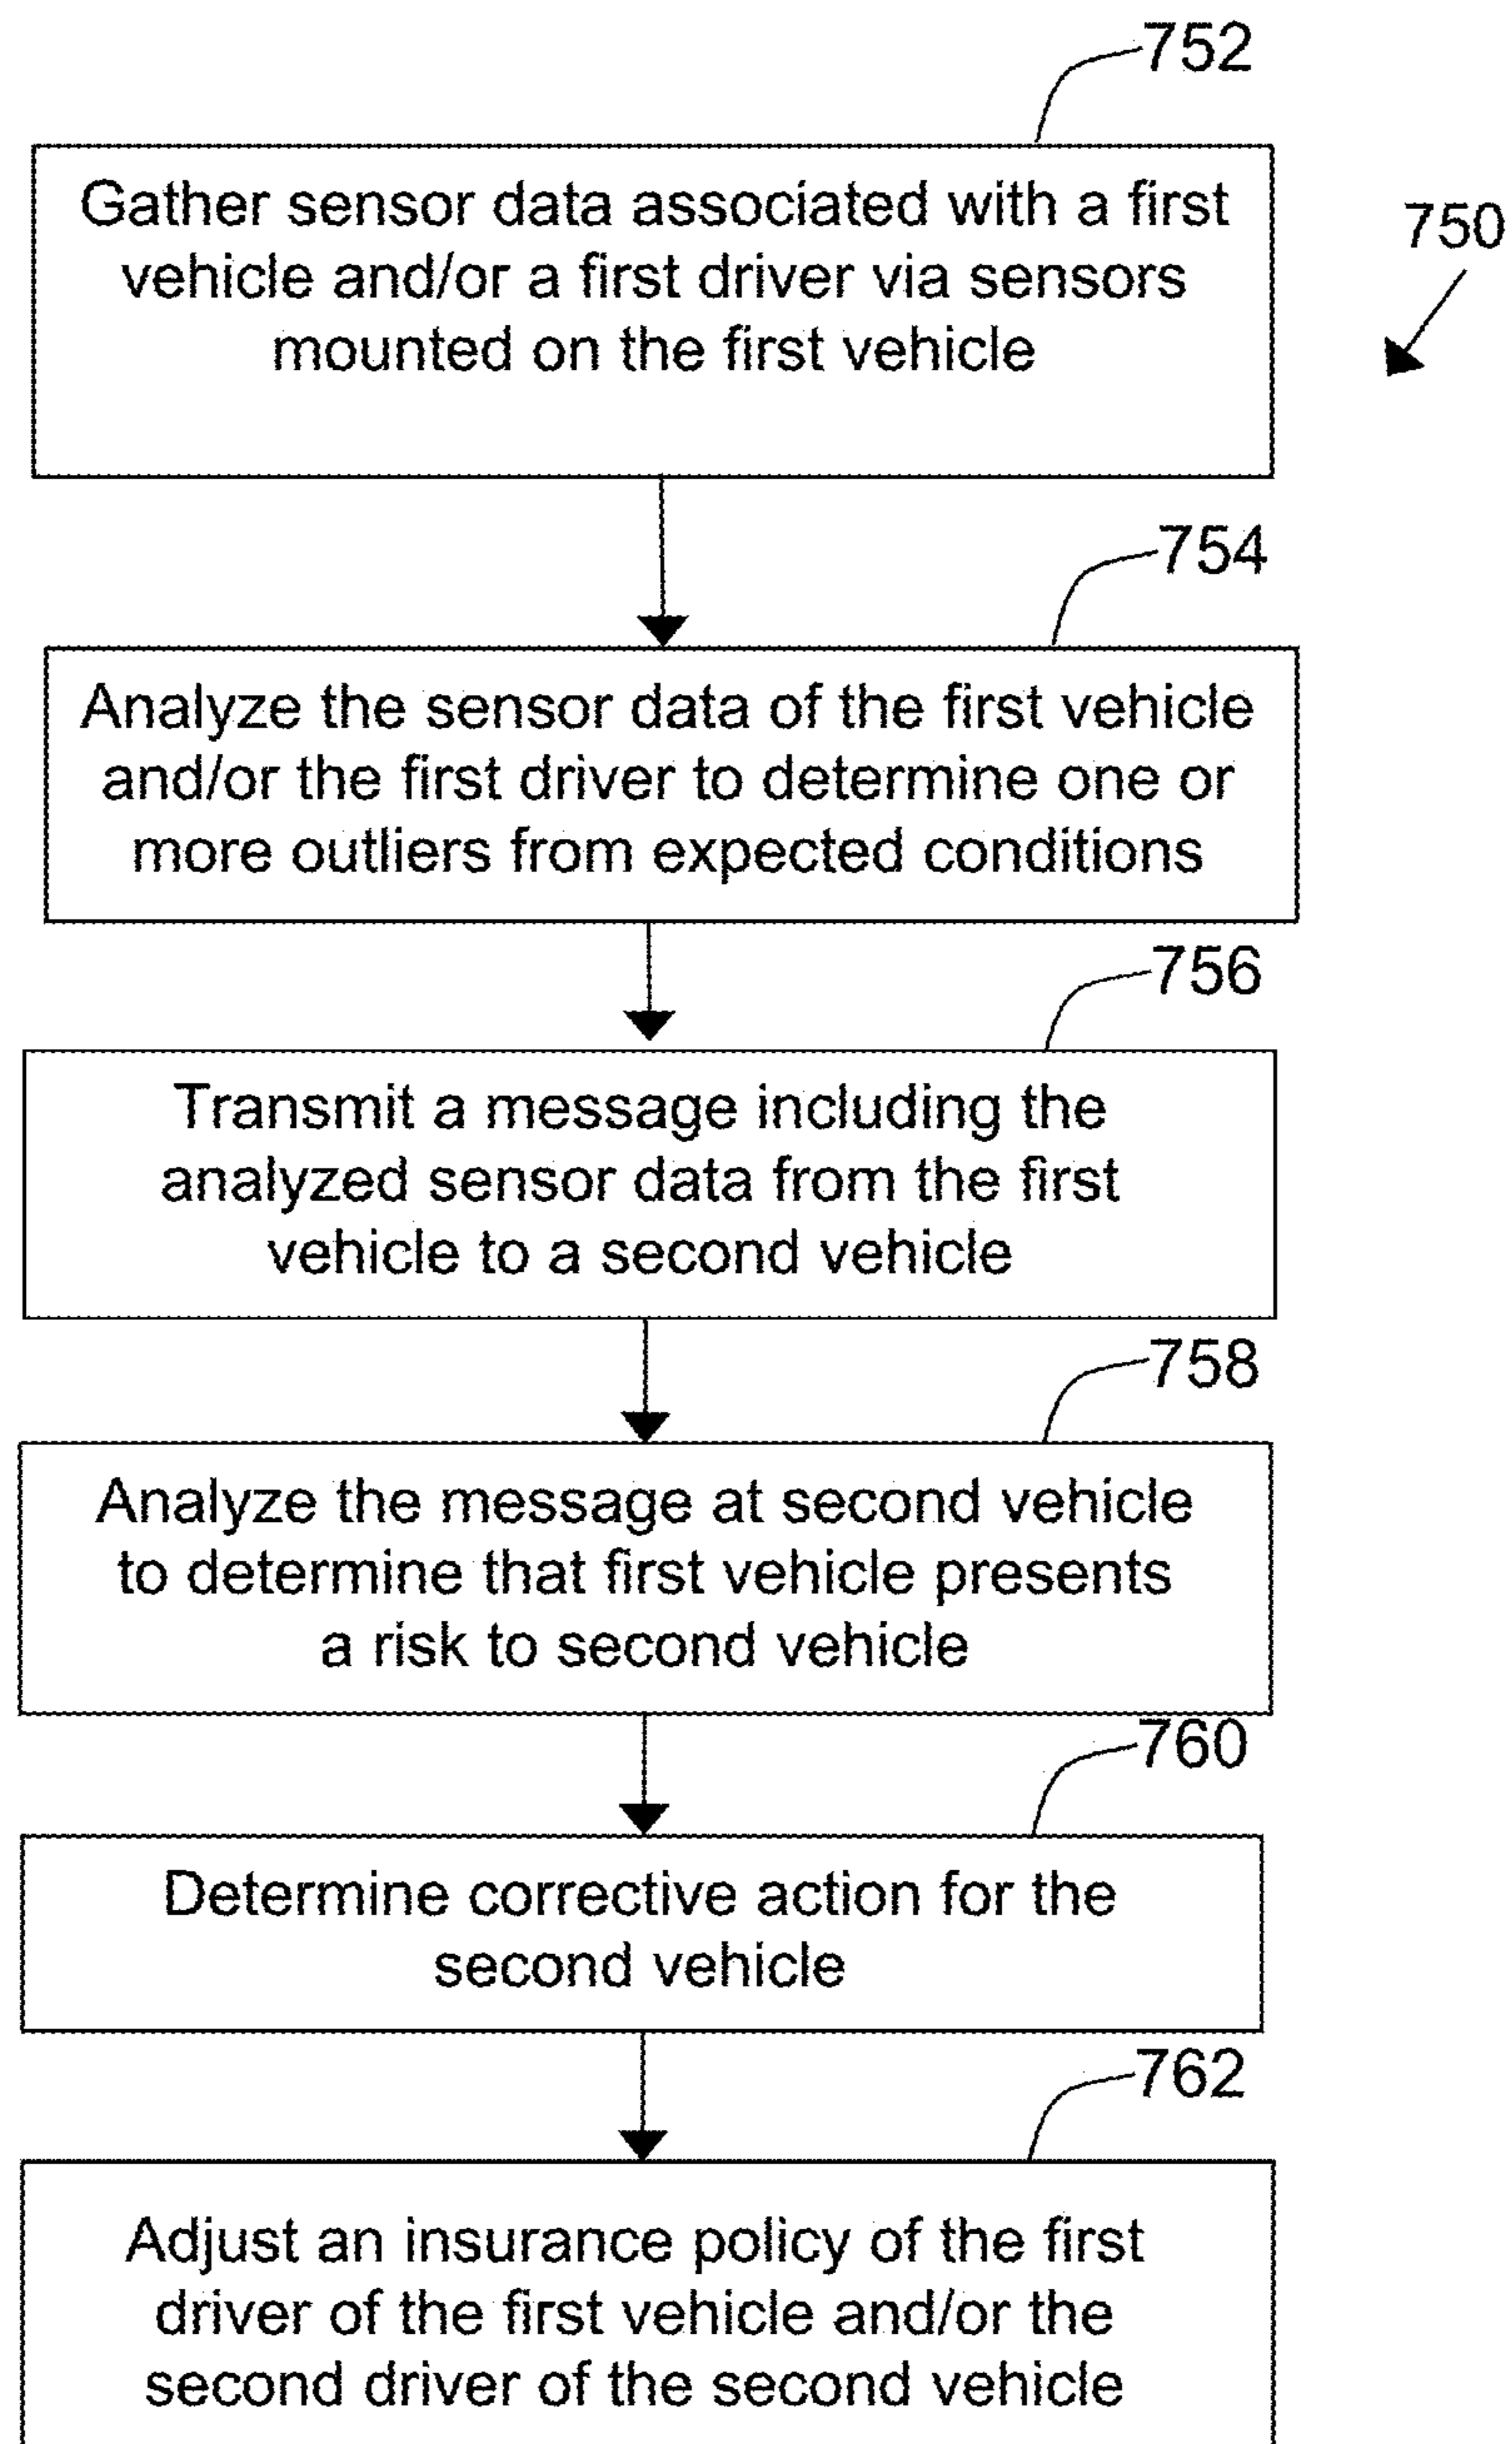 752
Gather sensor data associated with a first
vehicle and/or a first driver via sensors
mounted on the first vehicle
750
754
Analyze the sensor data of the first vehicle
and/or the first driver to determine one or
more outliers from expected conditions
756
Transmit a message including the
analyzed sensor data from the first
vehicle to a second vehicle
758
Analyze the message at second vehicle
to determine that first vehicle presents
a risk to second vehicle
760
Determine corrective action for the
second vehicle
762
Adjust an insurance policy of the first
driver of the first vehicle and/or the
second driver of the second vehicle